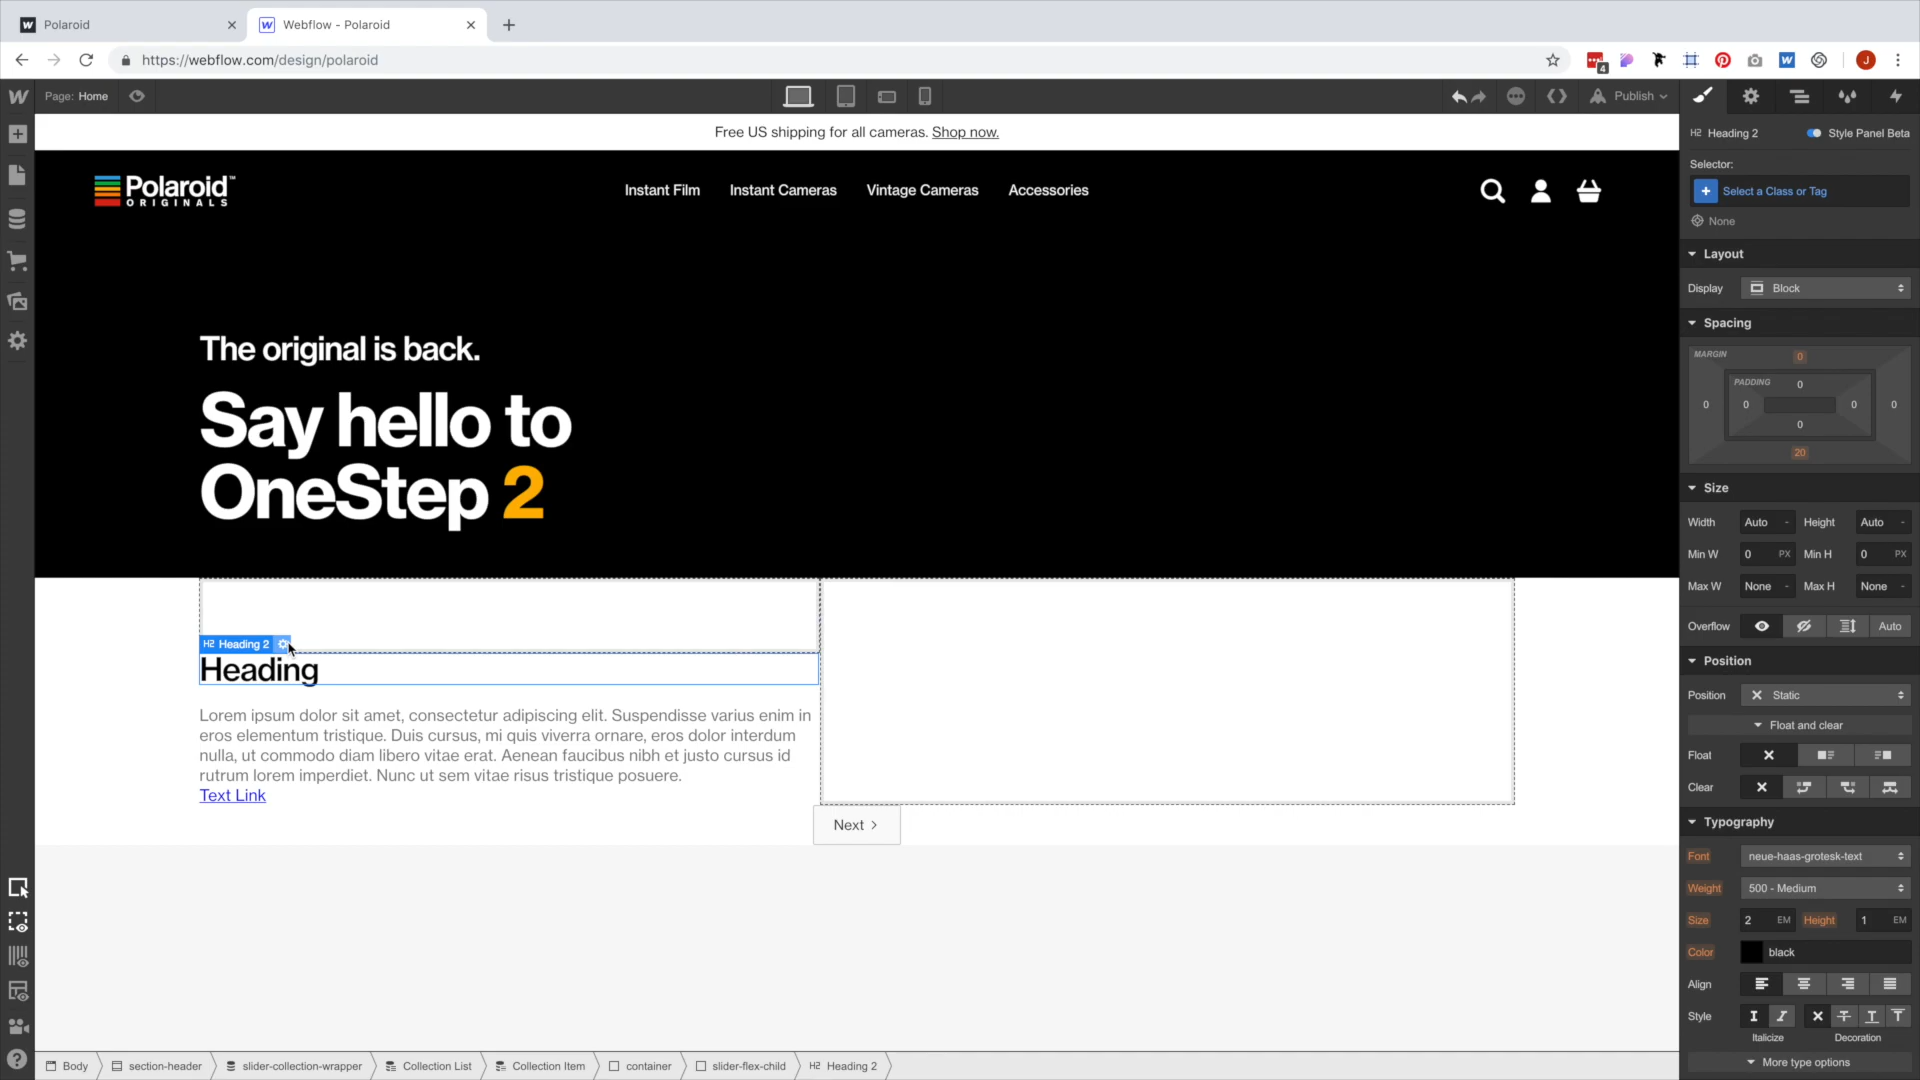 Polaroid
Webflow - Polaroid
https://webflow.com/design/polaroid
4
J
Page: Home
Publish
Free US shipping for all cameras. Shop now.
Polaroid™
ORIGINALS
Instant Film
Instant Cameras
Vintage Cameras
Accessories
The original is back.
Say hello to
OneStep 2
H2 Heading 2
Heading
Lorem ipsum dolor sit amet, consectetur adipiscing elit. Suspendisse varius enim in
eros elementum tristique. Duis cursus, mi quis viverra ornare, eros dolor interdum
nulla, ut commodo diam libero vitae erat. Aenean faucibus nibh et justo cursus id
rutrum lorem imperdiet. Nunc ut sem vitae risus tristique posuere.
Text Link
Next
Body
section-header
slider-collection-wrapper
Collection List
Collection Item
container
slider-flex-child
H2 Heading 2
H2 Heading 2
Style Panel Beta
Selector:
Select a Class or Tag
None
Layout
Display Block
Spacing
MARGIN
0
PADDING
0
0 0 0 0
0
20
Size
Width Auto - Height Auto -
Min W 0 PX Min H 0 PX
Max W None - Max H None -
Overflow Auto
Position
Position Static
Float and clear
Float
Clear
Typography
Font neue-haas-grotesk-text
Weight 500 - Medium
Size 2 EM Height 1 EM
Color black
Align
Style
Italicize Decoration
More type options